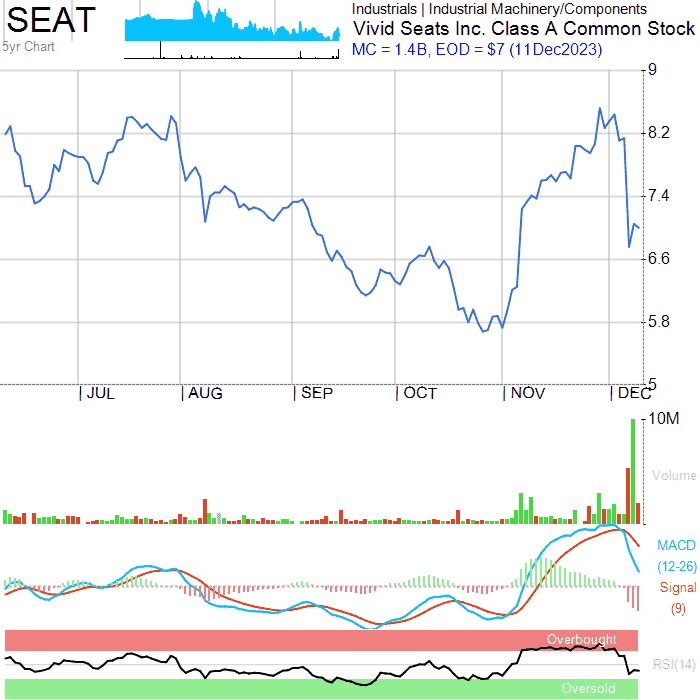 SEAT
5yr Chart
Industrials | Industrial Machinery/Components
Vivid Seats Inc. Class A Common Stock
MC = 1.4B, EOD = $7 (11Dec2023)
9
8.2
7.4
6.6
5.8
5
JUL AUG SEP OCT NOV DEC
10M
Volume
MACD
(12-26)
Signal
(9)
Overbought
RSI(14)
Oversold